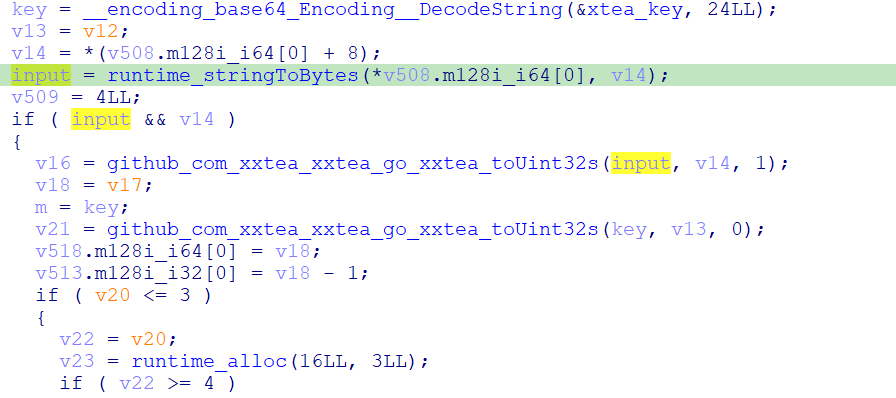 key = __encoding_base64_Encoding__DecodeString(&xtea_key, 24LL);
v13 = v12;
v14 = *(v508.m128i_i64[0] + 8);
input = runtime_stringToBytes(*v508.m128i_i64[0], v14);
v509 = 4LL;
if ( input && v14 )
{
v16 = github_com_xxtea_xxtea_go_xxtea_toUint32s(input, v14, 1);
v18 = v17;
m = key;
v21 = github_com_xxtea_xxtea_go_xxtea_toUint32s(key, v13, 0);
v518.m128i_i64[0] = v18;
v513.m128i_i32[0] = v18 - 1;
if ( v20 <= 3 )
{
v22 = v20;
v23 = runtime_alloc(16LL, 3LL);
if ( v22 >= 4 )